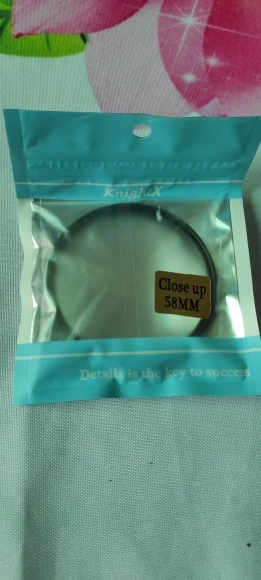 KnightX
Close up
58MM
Details is the key to success